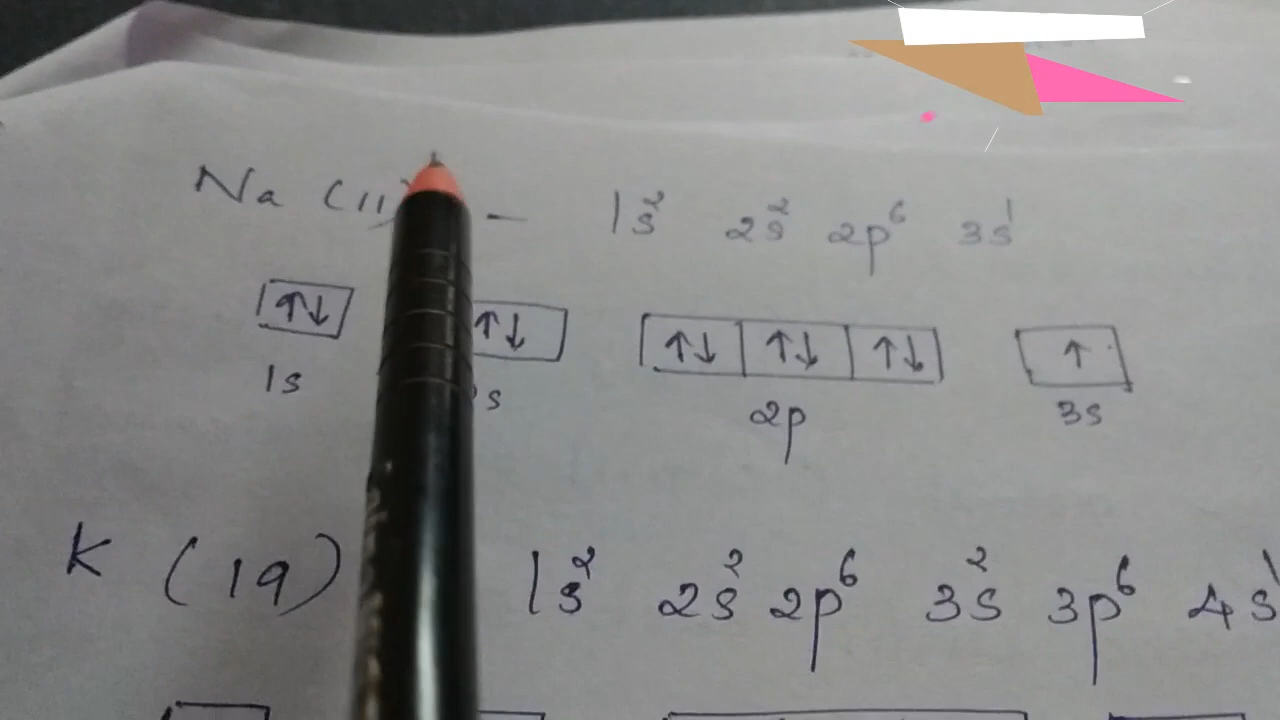 Na (11) – 1s² 2s² 2p⁶ 3s¹
↑↓ ↑↓ ↑↓ ↑↓ ↑↓ ↑
1s s 2p 3s
K (19) 1s² 2s² 2p⁶ 3s² 3p⁶ 4s¹